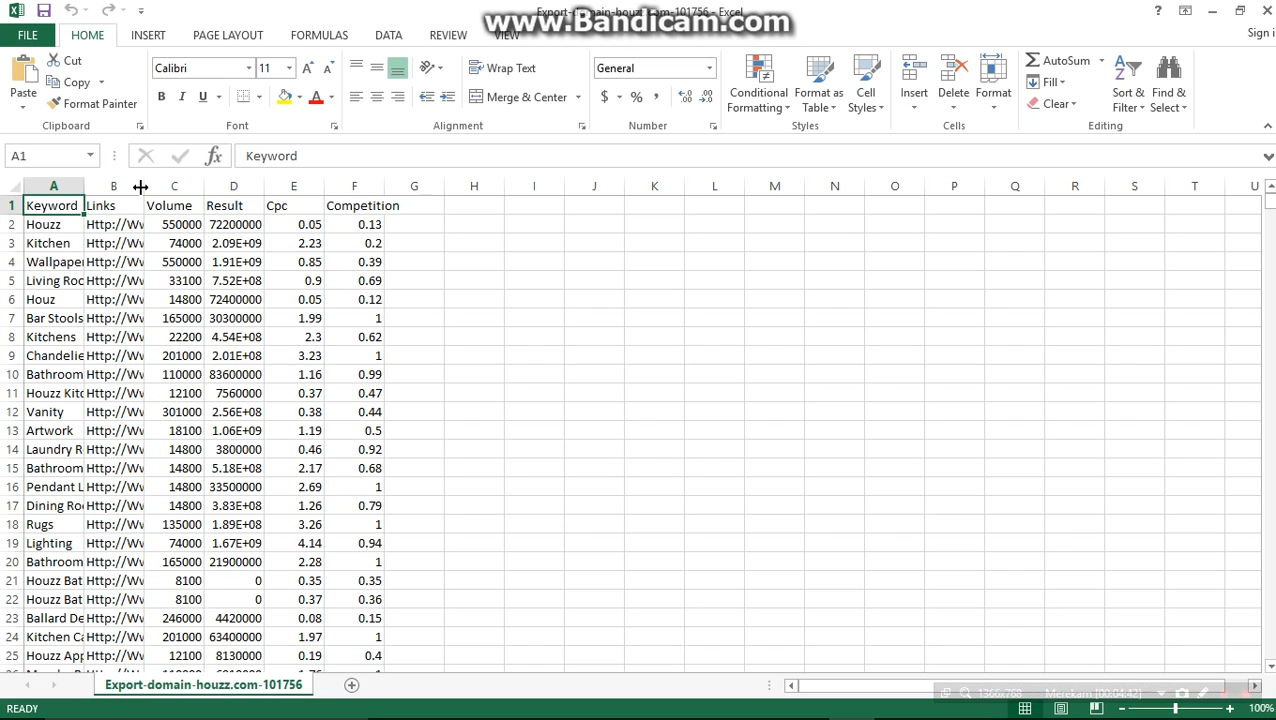 Export-domain-houzz.com-101756 - Excel
www.Bandicam.com
FILE HOME INSERT PAGE LAYOUT FORMULAS DATA REVIEW VIEW Sign i
Cut
Copy
Format Painter
Paste
Clipboard
Calibri 11
B I U
Font
Wrap Text
Merge & Center
Alignment
General
$ % ,
Number
Conditional Formatting
Format as Table
Cell Styles
Styles
Insert Delete Format
Cells
AutoSum
Fill
Clear
Sort & Filter
Find & Select
Editing
A1 fx Keyword
A B C D E F G H I J K L M N O P Q R S T U
1 Keyword Links Volume Result Cpc Competition
2 Houzz Http://Wv 550000 72200000 0.05 0.13
3 Kitchen Http://Wv 74000 2.09E+09 2.23 0.2
4 Wallpape Http://Wv 550000 1.91E+09 0.85 0.39
5 Living Roo Http://Wv 33100 7.52E+08 0.9 0.69
6 Houz Http://Wv 14800 72400000 0.05 0.12
7 Bar Stools Http://Wv 165000 30300000 1.99 1
8 Kitchens Http://Wv 22200 4.54E+08 2.3 0.62
9 Chandelie Http://Wv 201000 2.01E+08 3.23 1
10 Bathroom Http://Wv 110000 83600000 1.16 0.99
11 Houzz Kitc Http://Wv 12100 7560000 0.37 0.47
12 Vanity Http://Wv 301000 2.56E+08 0.38 0.44
13 Artwork Http://Wv 18100 1.06E+09 1.19 0.5
14 Laundry R Http://Wv 14800 3800000 0.46 0.92
15 Bathroom Http://Wv 14800 5.18E+08 2.17 0.68
16 Pendant L Http://Wv 14800 33500000 2.69 1
17 Dining Roo Http://Wv 14800 3.83E+08 1.26 0.79
18 Rugs Http://Wv 135000 1.89E+08 3.26 1
19 Lighting Http://Wv 74000 1.67E+09 4.14 0.94
20 Bathroom Http://Wv 165000 21900000 2.28 1
21 Houzz Bat Http://Wv 8100 0 0.35 0.35
22 Houzz Bat Http://Wv 8100 0 0.37 0.36
23 Ballard De Http://Wv 246000 4420000 0.08 0.15
24 Kitchen Ca Http://Wv 201000 63400000 1.97 1
25 Houzz App Http://Wv 12100 8130000 0.19 0.4
Export-domain-houzz.com-101756
1366x768 Merekam [00:04:42]
READY 100%